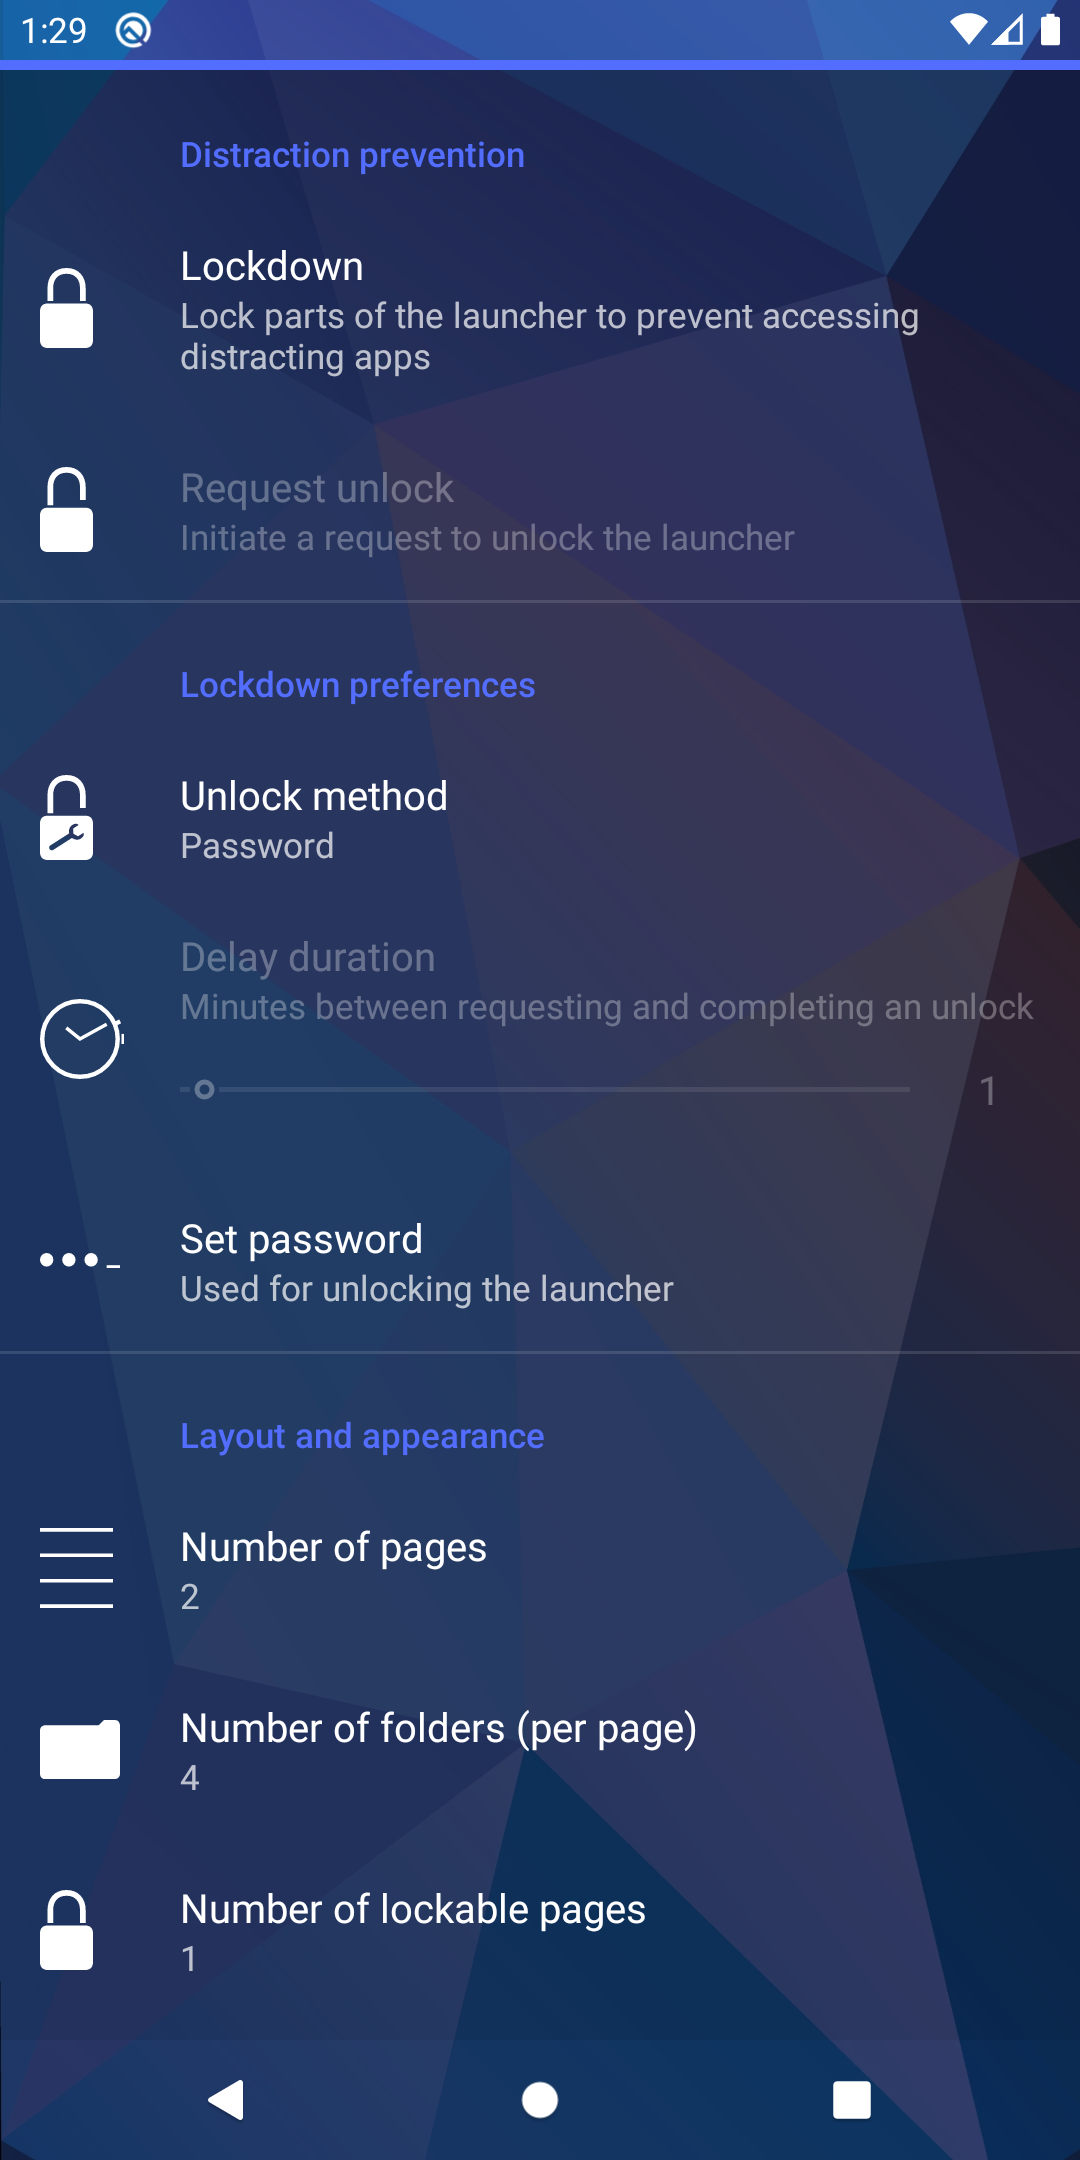 1:29
Distraction prevention
Lockdown
Lock parts of the launcher to prevent accessing
distracting apps
Request unlock
Initiate a request to unlock the launcher
Lockdown preferences
Unlock method
Password
Delay duration
Minutes between requesting and completing an unlock
1
Set password
Used for unlocking the launcher
Layout and appearance
Number of pages
2
Number of folders (per page)
4
Number of lockable pages
1